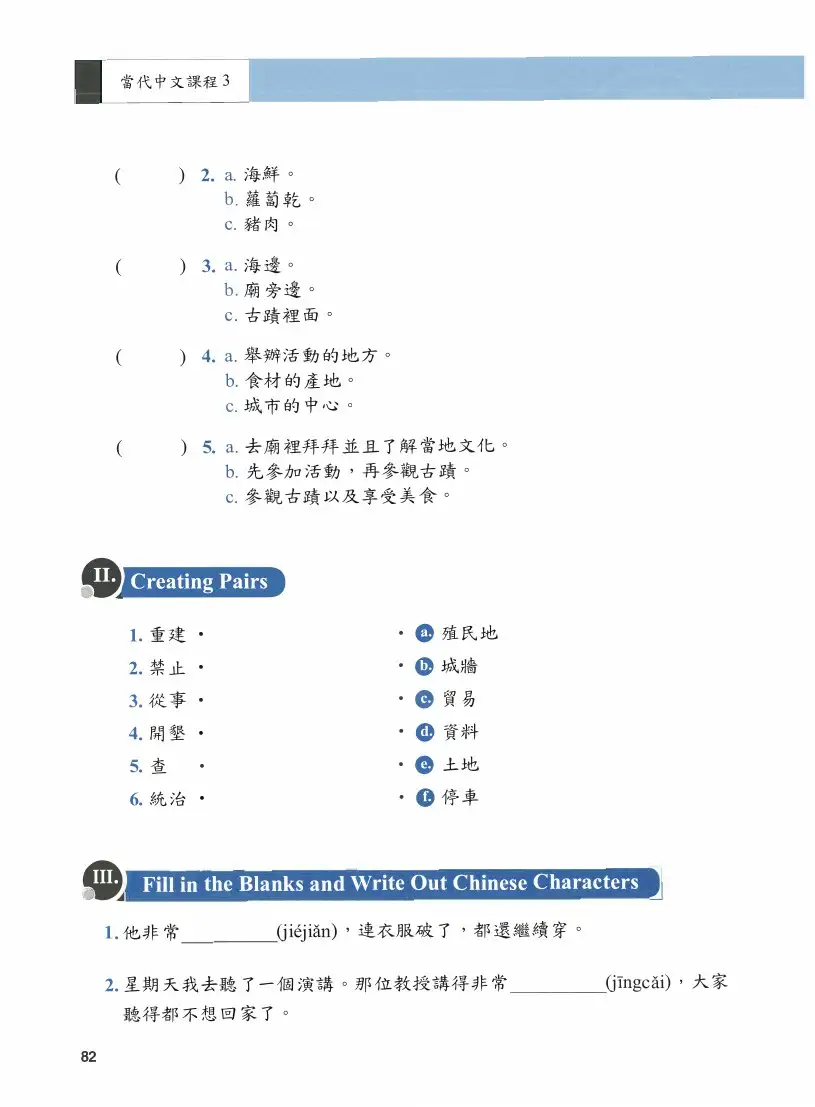 當代中文課程 3
(   ) 2. a. 海鮮。
b. 蘿蔔乾。
c. 豬肉。
(   ) 3. a. 海邊。
b. 廟旁邊。
c. 古蹟裡面。
(   ) 4. a. 舉辦活動的地方。
b. 食材的產地。
c. 城市的中心。
(   ) 5. a. 去廟裡拜拜並且了解當地文化。
b. 先參加活動，再參觀古蹟。
c. 參觀古蹟以及享受美食。
II. Creating Pairs
1. 重建 • • a. 殖民地
2. 禁止 • • b. 城牆
3. 從事 • • c. 貿易
4. 開墾 • • d. 資料
5. 查 • • e. 土地
6. 統治 • • f. 停車
III. Fill in the Blanks and Write Out Chinese Characters
1. 他非常__________(jiéjiǎn)，連衣服破了，都還繼續穿。
2. 星期天我去聽了一個演講。那位教授講得非常__________(jīngcǎi)，大家
聽得都不想回家了。
82